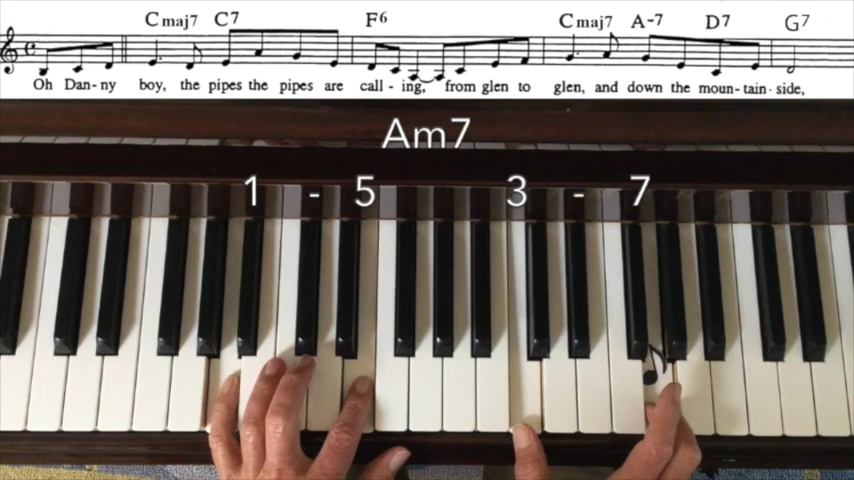 Cmaj7 C7 F6 Cmaj7 A-7 D7 G7
Oh Dan-ny boy, the pipes the pipes are call-ing, from glen to glen, and down the moun-tain-side,
Am7
1 - 5 3 - 7